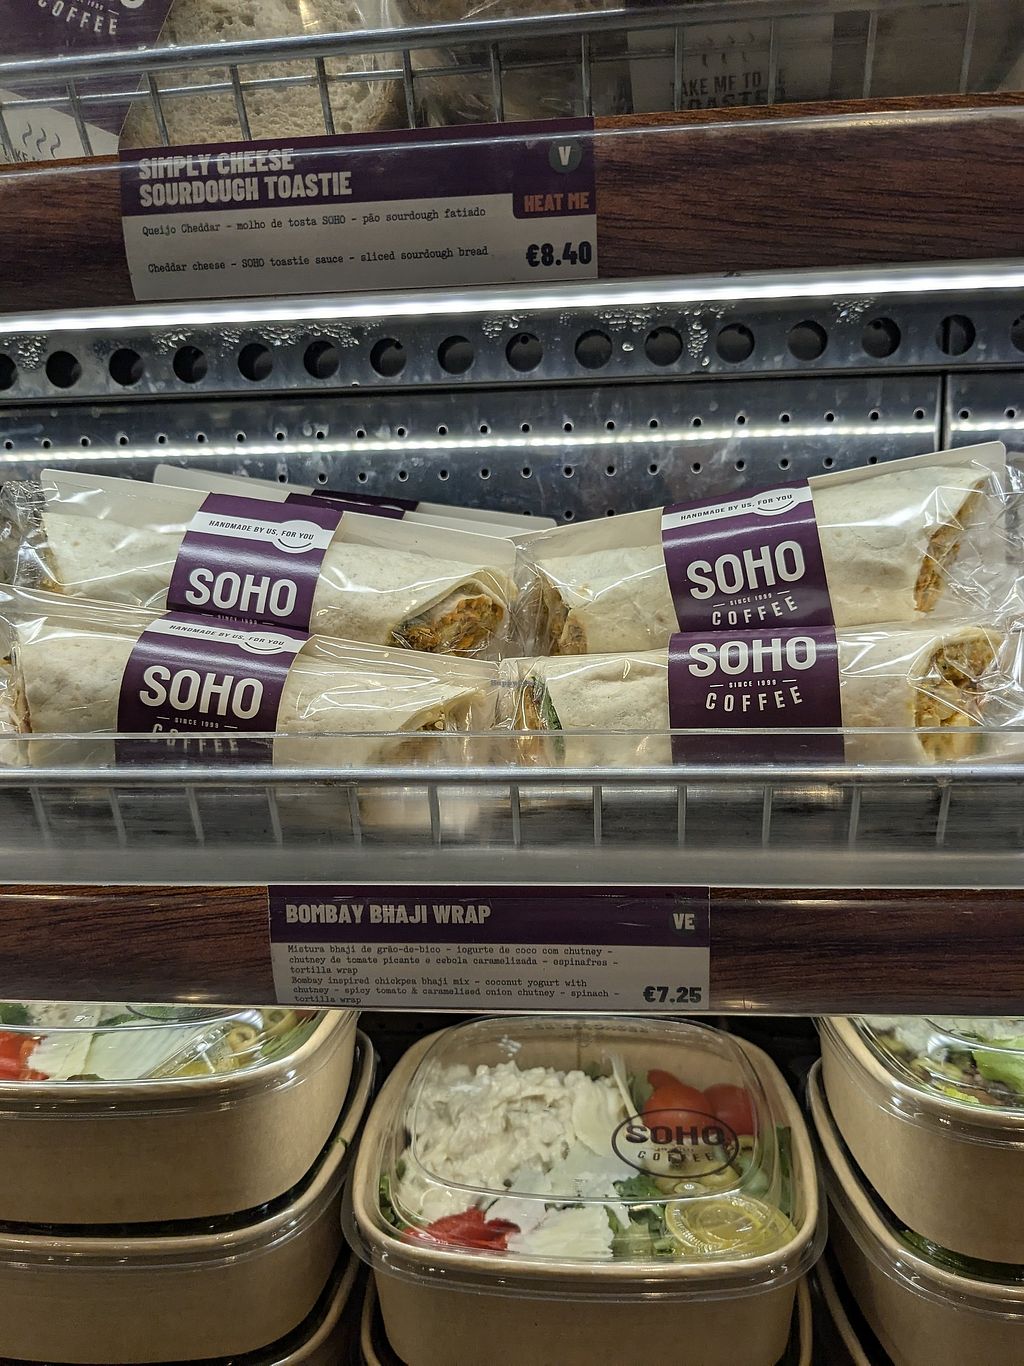 COFFEE
TAKE ME TO
TOASTE
SIMPLY CHEESE
SOURDOUGH TOASTIE
V
HEAT ME
Queijo Cheddar - molho de tosta SOHO - pão sourdough fatiado
Cheddar cheese - SOHO toastie sauce - sliced sourdough bread
€8.40
HANDMADE BY US, FOR YOU
SOHO
SINCE 1999
HANDMADE BY US, FOR YOU
SOHO
SINCE 1999
COFFEE
HANDMADE BY US, FOR YOU
SOHO
SINCE 1999
COFFEE
SOHO
SINCE 1999
COFFEE
BOMBAY BHAJI WRAP
VE
Mistura bhaji de grão-de-bico - iogurte de coco com chutney -
chutney de tomate picante e cebola caramelizada - espinafres -
tortilla wrap
Bombay inspired chickpea bhaji mix - coconut yogurt with
chutney - spicy tomato & caramelised onion chutney - spinach -
tortilla wrap
€7.25
SOHO
COFFEE